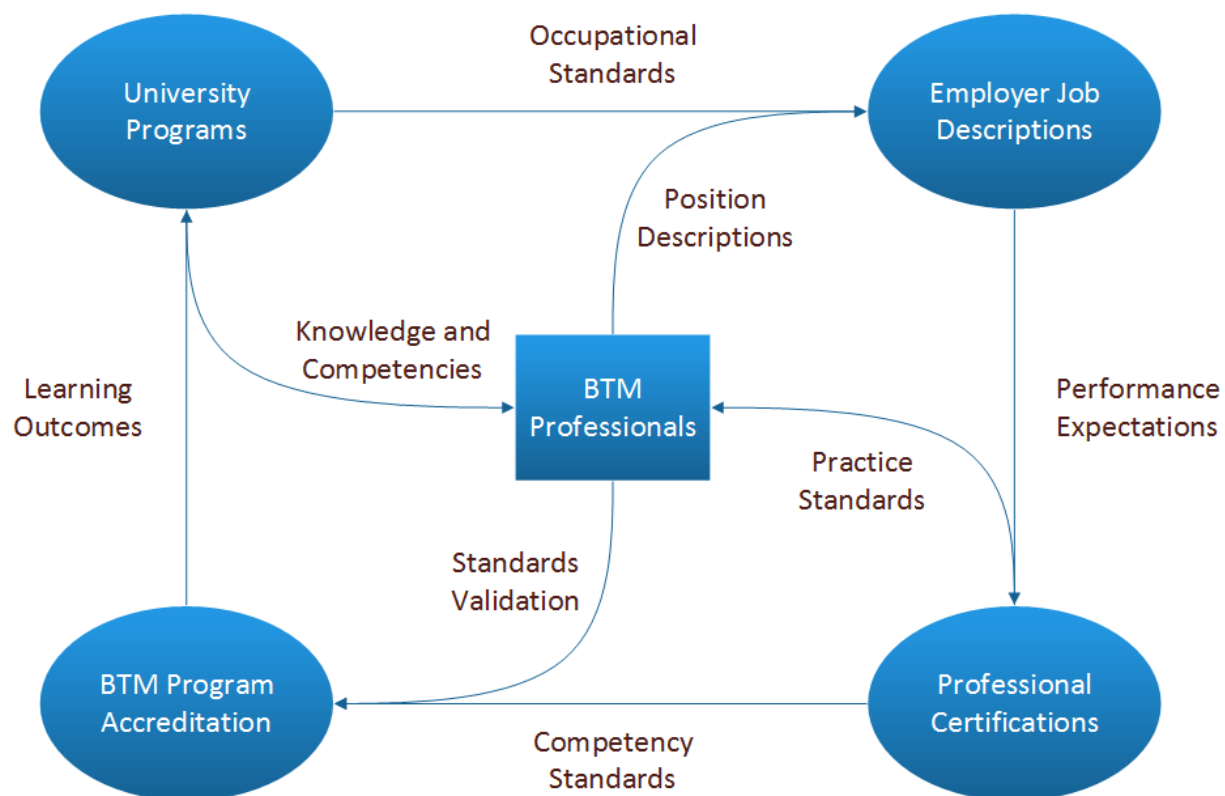 Occupational
Standards
University
Programs
Employer Job
Descriptions
Position
Descriptions
Knowledge and
Competencies
Learning
Outcomes
BTM
Professionals
Performance
Expectations
Practice
Standards
Standards
Validation
BTM Program
Accreditation
Professional
Certifications
Competency
Standards